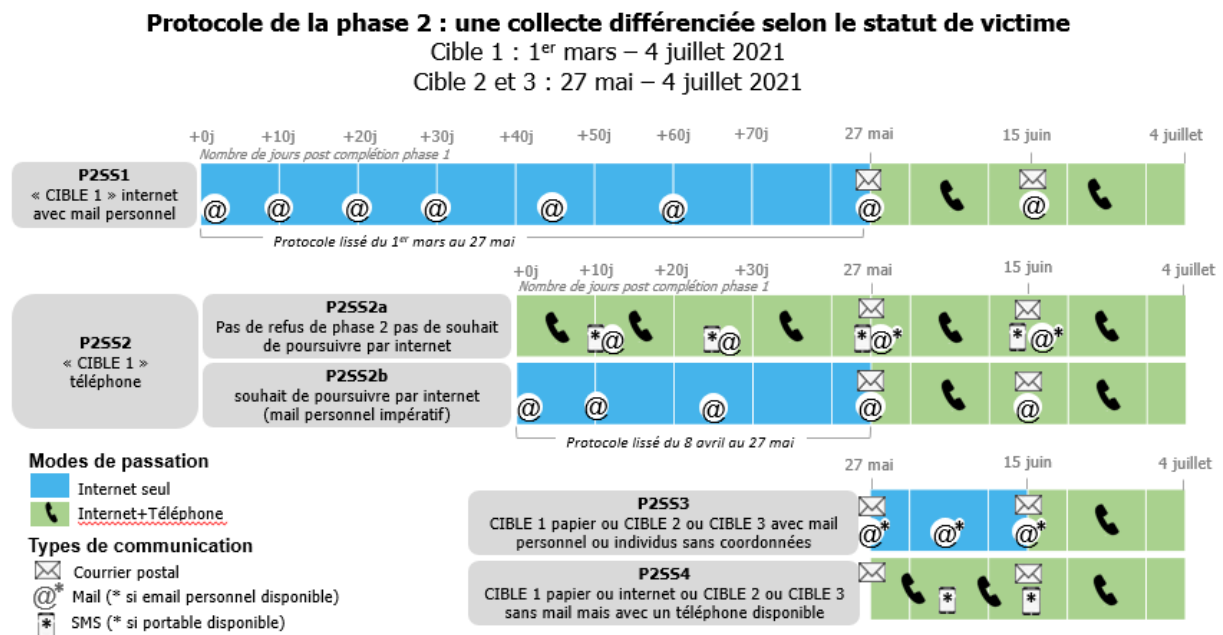 Protocole de la phase 2 : une collecte différenciée selon le statut de victime
Cible 1 : 1er mars – 4 juillet 2021
Cible 2 et 3 : 27 mai – 4 juillet 2021
+0j +10j +20j +30j +40j +50j +60j +70j 27 mai 15 juin 4 juillet
Nombre de jours post complétion phase 1
P2SS1
« CIBLE 1 » internet
avec mail personnel
@ @ @ @ @ @ @ @
Protocole lissé du 1er mars au 27 mai
+0j +10j +20j +30j 27 mai 15 juin 4 juillet
Nombre de jours post complétion phase 1
P2SS2
« CIBLE 1 »
téléphone
P2SS2a
Pas de refus de phase 2 pas de souhait
de poursuivre par internet
*@ *@ *@* *@*
P2SS2b
souhait de poursuivre par internet
(mail personnel impératif)
@ @ @ @ @
Protocole lissé du 8 avril au 27 mai
Modes de passation
Internet seul
Internet+Téléphone
Types de communication
Courrier postal
@* Mail (* si email personnel disponible)
* SMS (* si portable disponible)
27 mai 15 juin 4 juillet
P2SS3
CIBLE 1 papier ou CIBLE 2 ou CIBLE 3 avec mail
personnel ou individus sans coordonnées
@* @* @*
P2SS4
CIBLE 1 papier ou internet ou CIBLE 2 ou CIBLE 3
sans mail mais avec un téléphone disponible
* *